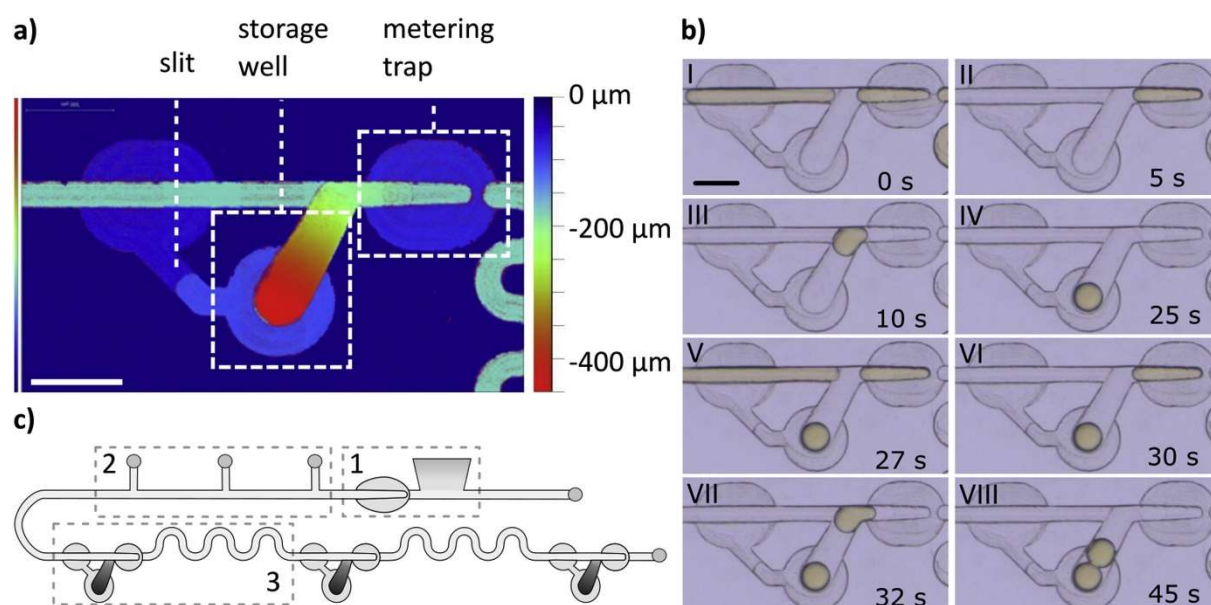 a)
slit
storage
well
metering
trap
0 µm
-200 µm
-400 µm
b)
I
0 s
II
5 s
III
10 s
IV
25 s
V
27 s
VI
30 s
VII
32 s
VIII
45 s
c)
2
1
3